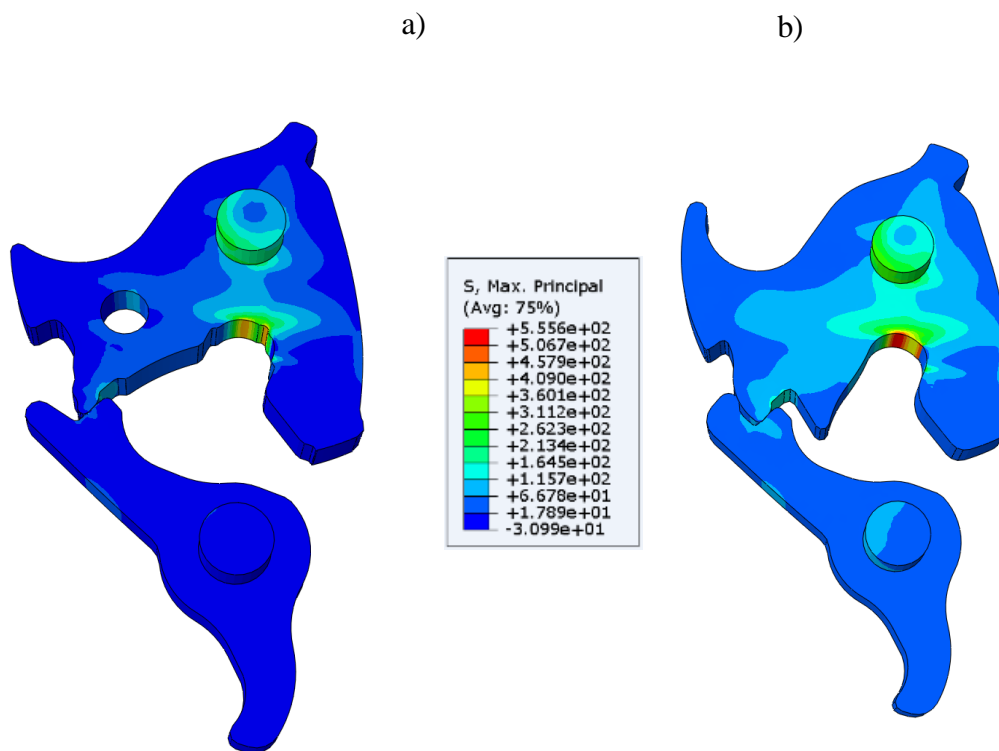 a)
b)
S, Max. Principal
(Avg: 75%)
+5.556e+02
+5.067e+02
+4.579e+02
+4.090e+02
+3.601e+02
+3.112e+02
+2.623e+02
+2.134e+02
+1.645e+02
+1.157e+02
+6.678e+01
+1.789e+01
-3.099e+01